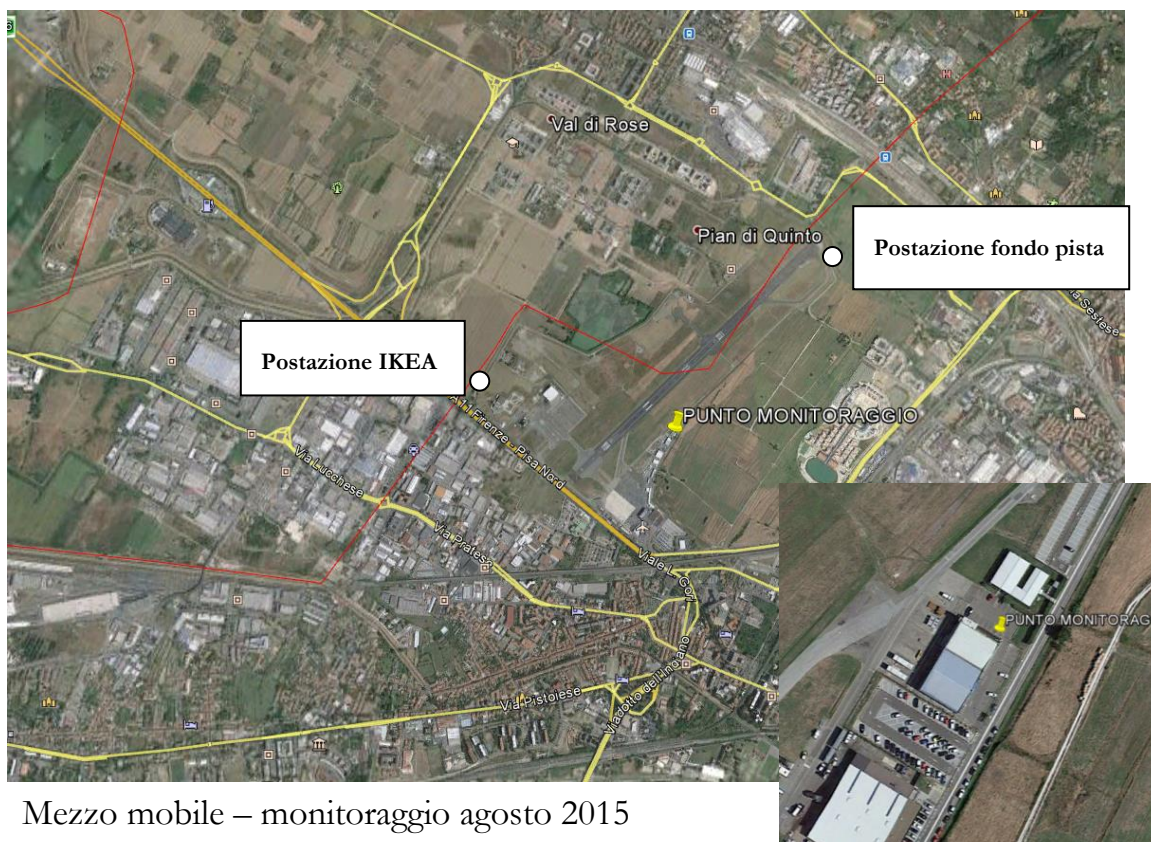 Val di Rose
Pian di Quinto
Postazione fondo pista
Postazione IKEA
PUNTO MONITORAGGIO
A11 Firenze - Pisa Nord
Via Lucchese
Via Pratese
Viale L. Gori
Via Pistoiese
Viadotto dell'Indiano
PUNTO MONITORAG
Mezzo mobile – monitoraggio agosto 2015